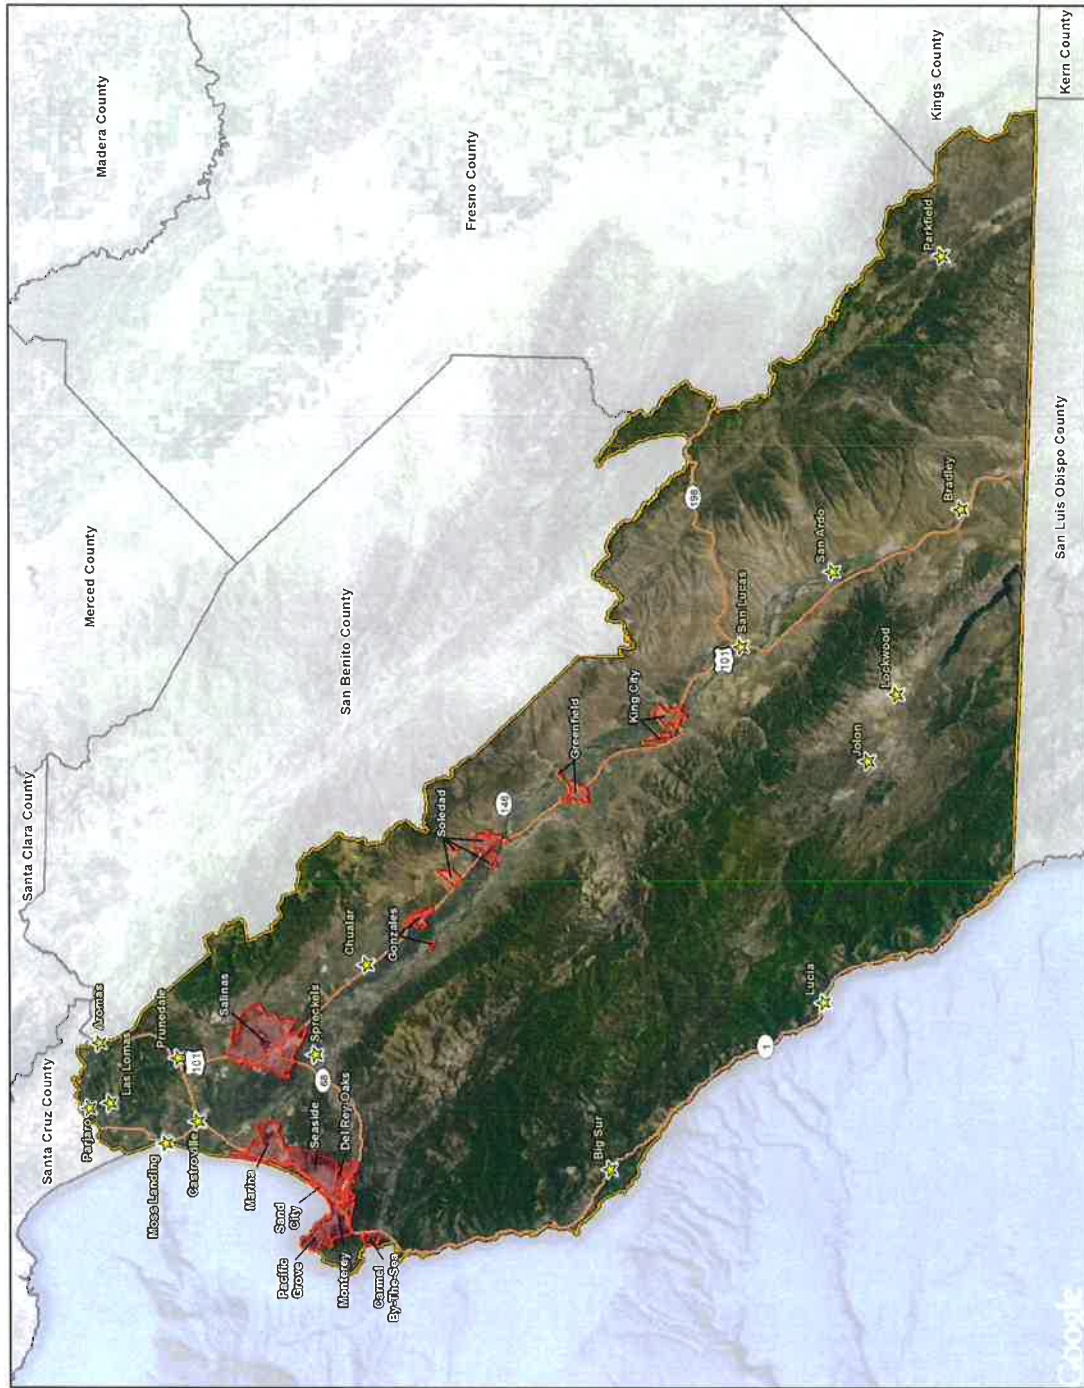 Santa Cruz County
Santa Clara County
Merced County
Madera County
San Benito County
Fresno County
Kings County
Kern County
San Luis Obispo County
Parjaro
Las Lomas
Aromas
Moss Landing
Prunedale
101
Castroville
Salinas
Marina
Seaside
Spreckels
68
Sand
City
Del Rey Oaks
Pacific
Grove
Monterey
Carmel
By-The-Sea
Chualar
Gonzales
Soledad
146
Greenfield
King City
101
San Lucas
198
San Ardo
Bradley
Parkfield
Jolon
Lockwood
Big Sur
1
Lucia
Google